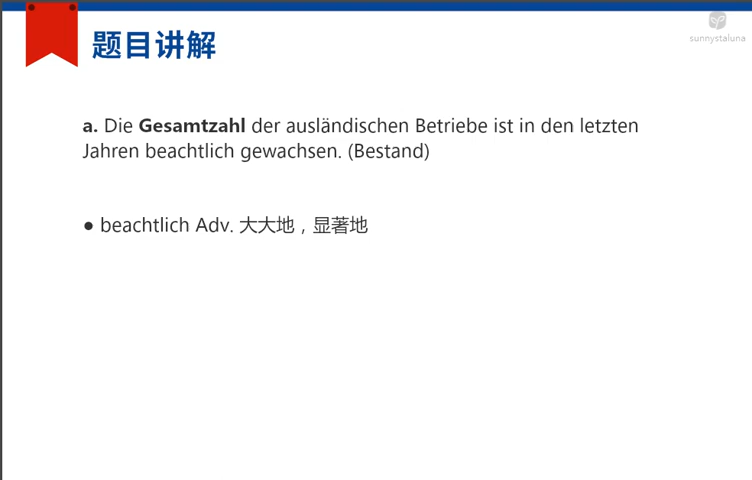 sunnystaluna
题目讲解
a. Die Gesamtzahl der ausländischen Betriebe ist in den letzten
Jahren beachtlich gewachsen. (Bestand)
● beachtlich Adv. 大大地，显著地